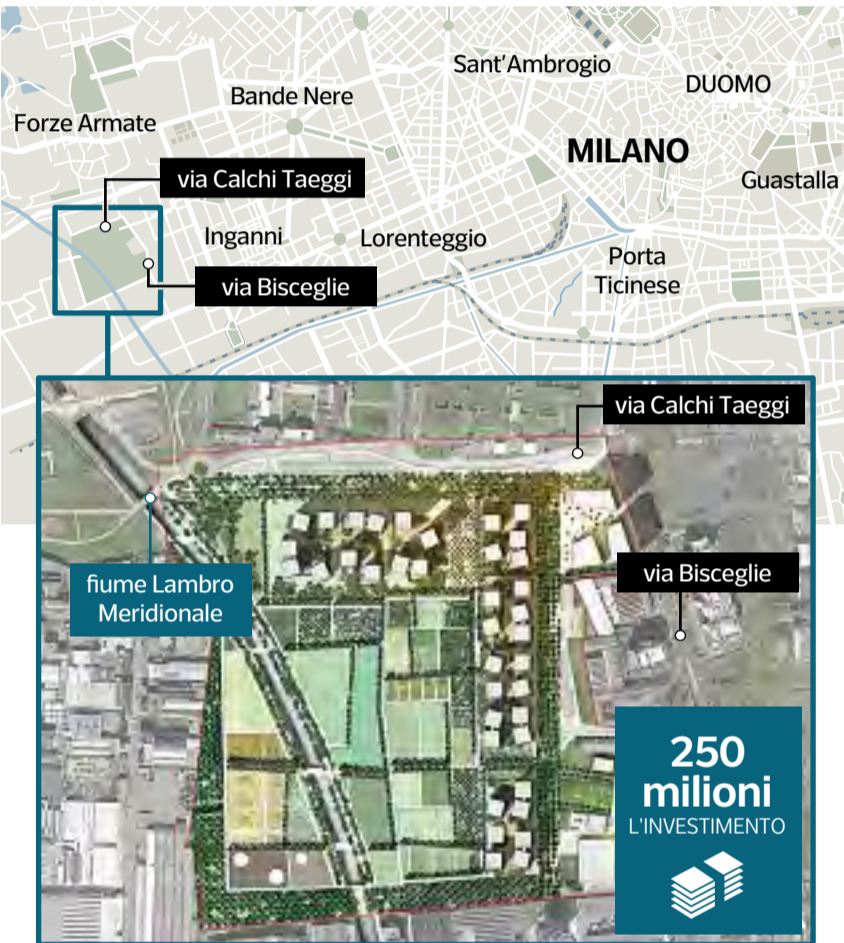 Sant'Ambrogio
DUOMO
Bande Nere
Forze Armate
MILANO
via Calchi Taeggi
Guastalla
Inganni
Lorenteggio
Porta
Ticinese
via Bisceglie
via Calchi Taeggi
fiume Lambro
Meridionale
via Bisceglie
250
milioni
L'INVESTIMENTO